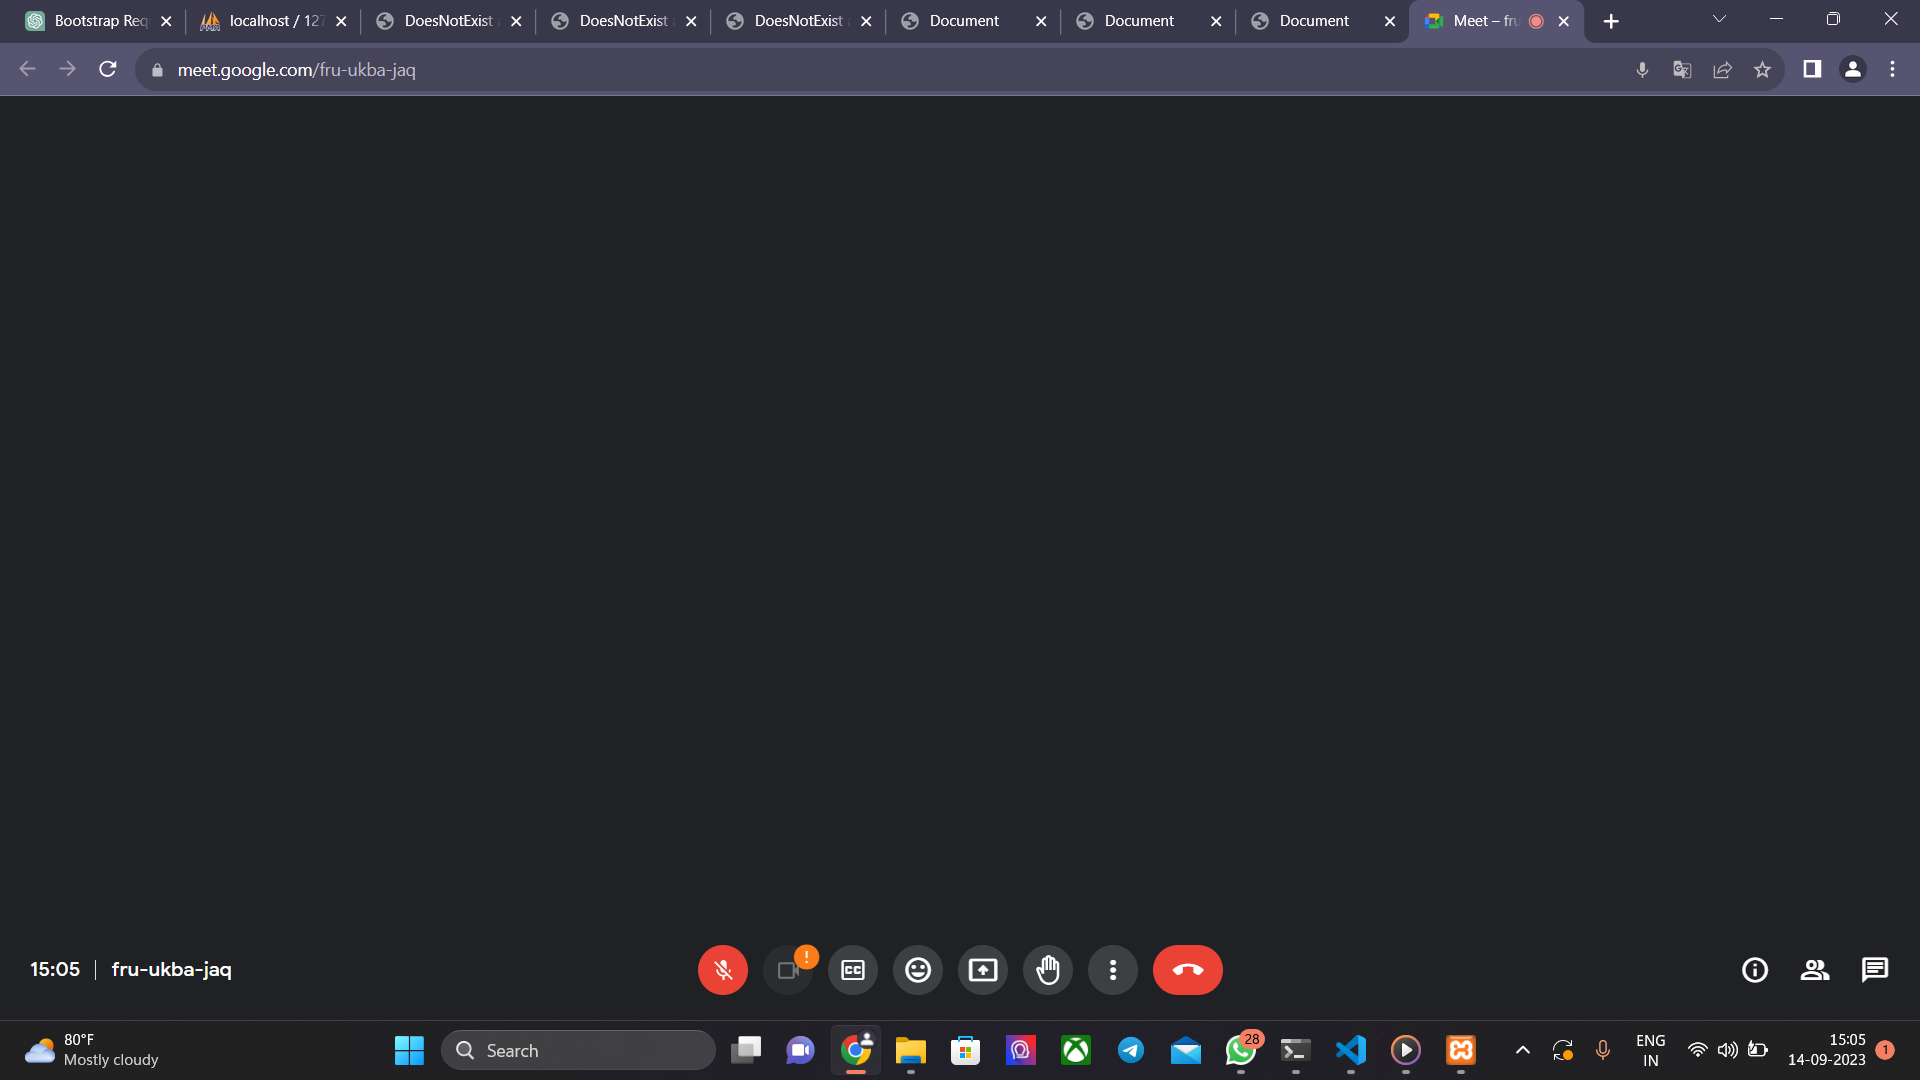 Bootstrap Req
localhost / 127
DoesNotExist
DoesNotExist
DoesNotExist
Document
Document
Document
Meet – fru
meet.google.com/fru-ukba-jaq
15:05 | fru-ukba-jaq
CC
80°F
Mostly cloudy
Search
28
ENG
IN
15:05
14-09-2023
1